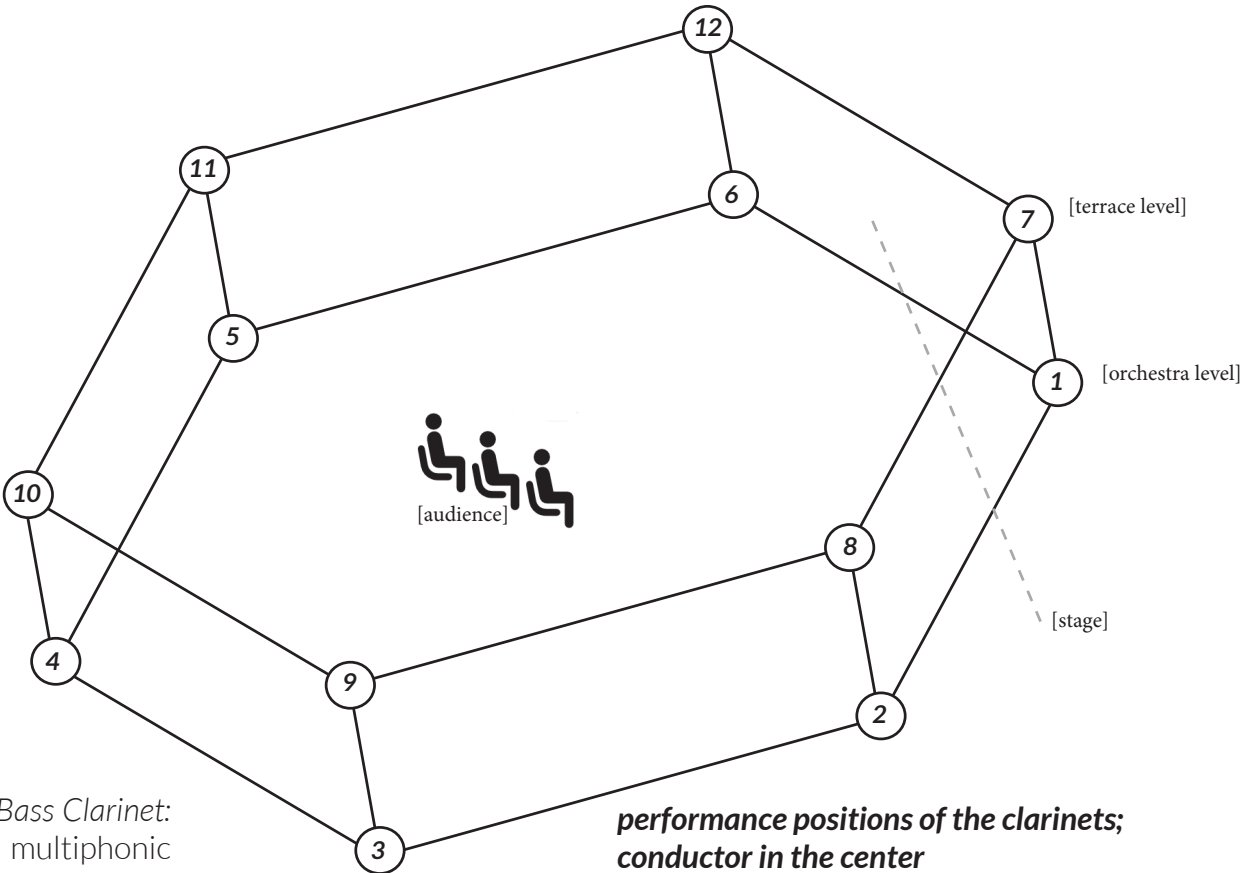 12
11
6
7
[terrace level]
5
1
[orchestra level]
10
8
[audience]
[stage]
4
9
2
3
Bass Clarinet:
multiphonic
performance positions of the clarinets;
conductor in the center